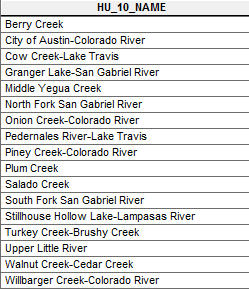 HU_10_NAME
Berry Creek
City of Austin-Colorado River
Cow Creek-Lake Travis
Granger Lake-San Gabriel River
Middle Yegua Creek
North Fork San Gabriel River
Onion Creek-Colorado River
Pedernales River-Lake Travis
Piney Creek-Colorado River
Plum Creek
Salado Creek
South Fork San Gabriel River
Stillhouse Hollow Lake-Lampasas River
Turkey Creek-Brushy Creek
Upper Little River
Walnut Creek-Cedar Creek
Willbarger Creek-Colorado River